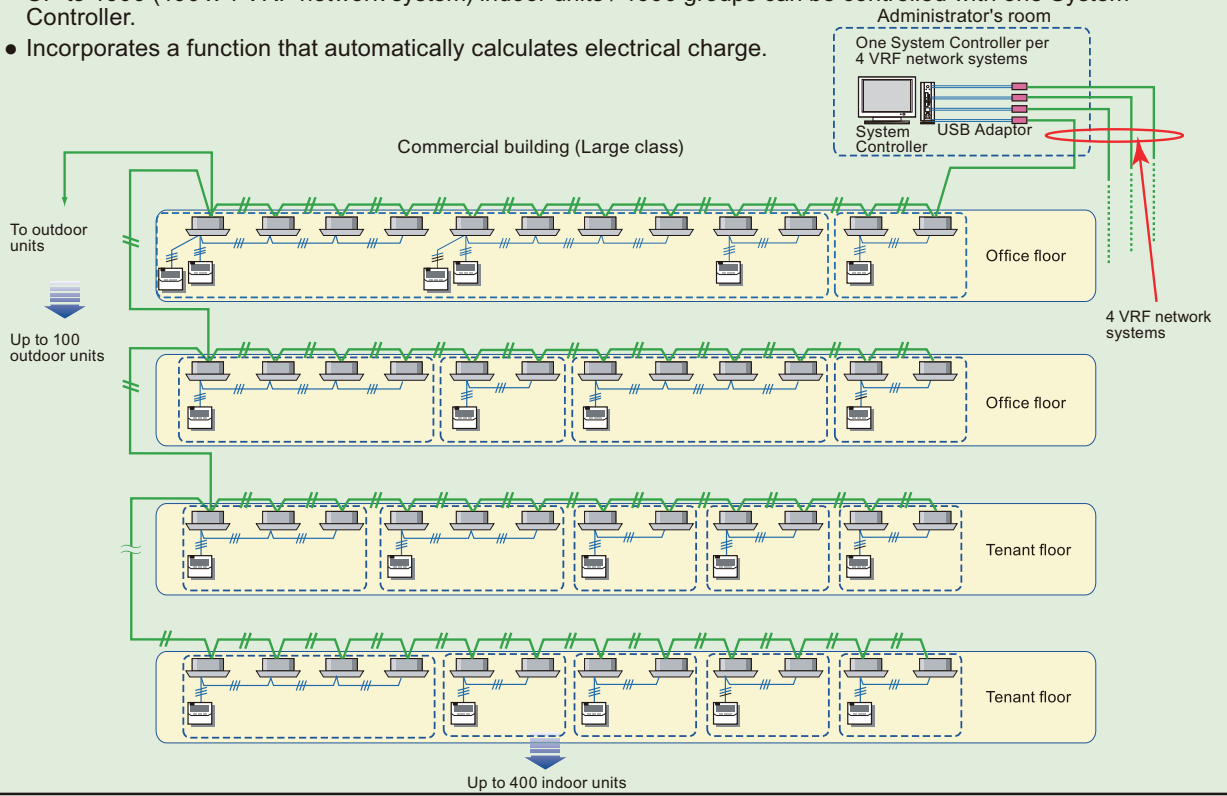 Controller.
● Incorporates a function that automatically calculates electrical charge.
Administrator's room
One System Controller per
4 VRF network systems
System
Controller
USB Adaptor
Commercial building (Large class)
To outdoor
units
Up to 100
outdoor units
Office floor
4 VRF network
systems
Office floor
Tenant floor
Tenant floor
Up to 400 indoor units